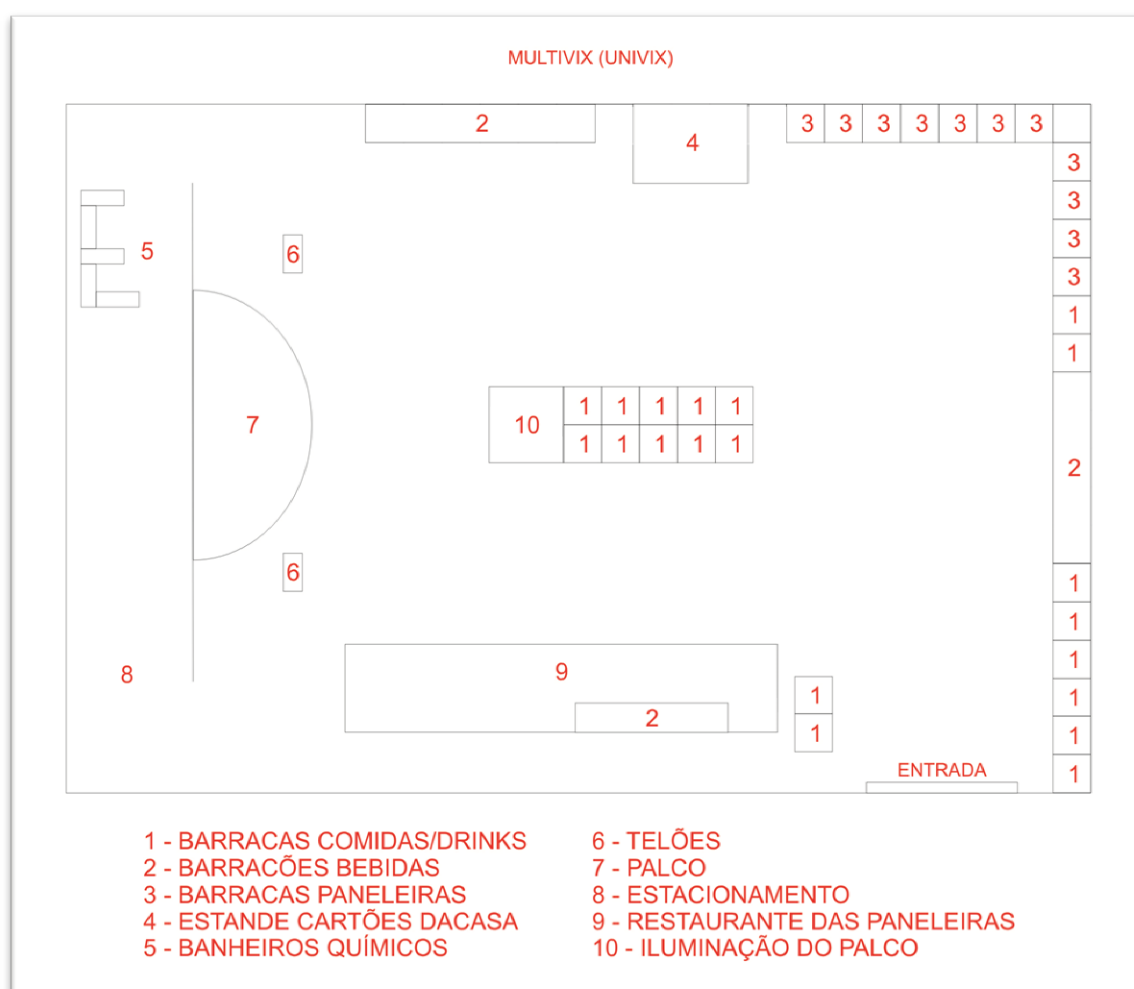 MULTIVIX (UNIVIX)
2
4
3 3 3 3 3 3 3
3
3
3
3
1
1
5
6
7
10
1 1 1 1 1
1 1 1 1 1
2
6
1
1
1
1
1
1
8
9
2
1
1
ENTRADA
1 - BARRACAS COMIDAS/DRINKS
2 - BARRACÕES BEBIDAS
3 - BARRACAS PANELEIRAS
4 - ESTANDE CARTÕES DACASA
5 - BANHEIROS QUÍMICOS
6 - TELÕES
7 - PALCO
8 - ESTACIONAMENTO
9 - RESTAURANTE DAS PANELEIRAS
10 - ILUMINAÇÃO DO PALCO